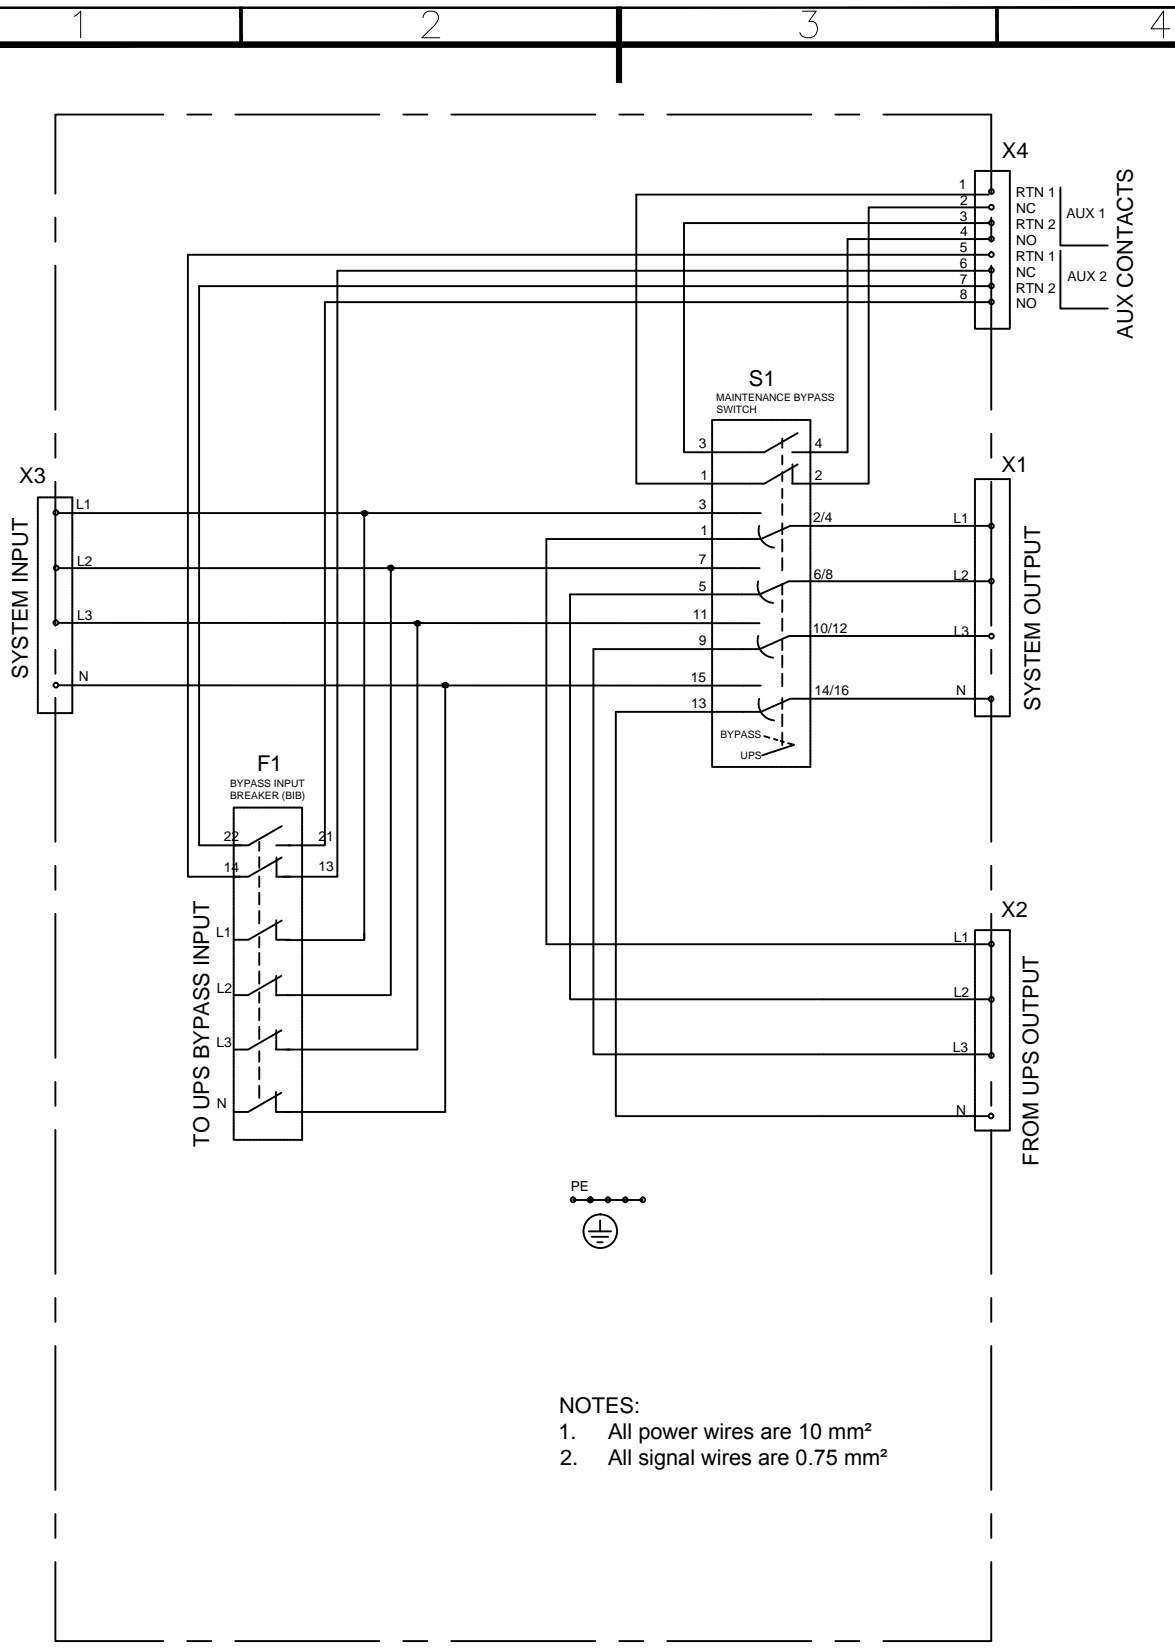 1
2
3
4
X4
1
2
3
4
5
6
7
8
RTN 1
NC
RTN 2
NO
RTN 1
NC
RTN 2
NO
AUX 1
AUX 2
AUX CONTACTS
S1
MAINTENANCE BYPASS
SWITCH
3
4
1
2
3
2/4
1
7
6/8
5
11
10/12
9
15
14/16
13
BYPASS
UPS
X3
SYSTEM INPUT
L1
L2
L3
N
X1
L1
L2
L3
N
SYSTEM OUTPUT
F1
BYPASS INPUT
BREAKER (BIB)
22
21
14
13
L1
L2
L3
N
TO UPS BYPASS INPUT
X2
L1
L2
L3
N
FROM UPS OUTPUT
PE
NOTES:
1. All power wires are 10 mm²
2. All signal wires are 0.75 mm²